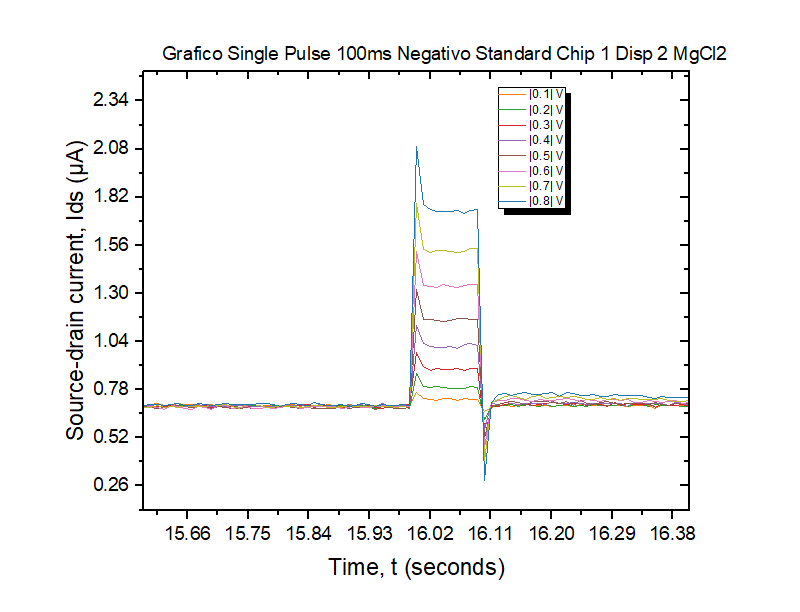 Grafico Single Pulse 100ms Negativo Standard Chip 1 Disp 2 MgCl2
|0.1| V
|0.2| V
|0.3| V
|0.4| V
|0.5| V
|0.6| V
|0.7| V
|0.8| V
2.34
2.08
1.82
1.56
1.30
1.04
0.78
0.52
0.26
Source-drain current, Ids (μA)
15.66 15.75 15.84 15.93 16.02 16.11 16.20 16.29 16.38
Time, t (seconds)